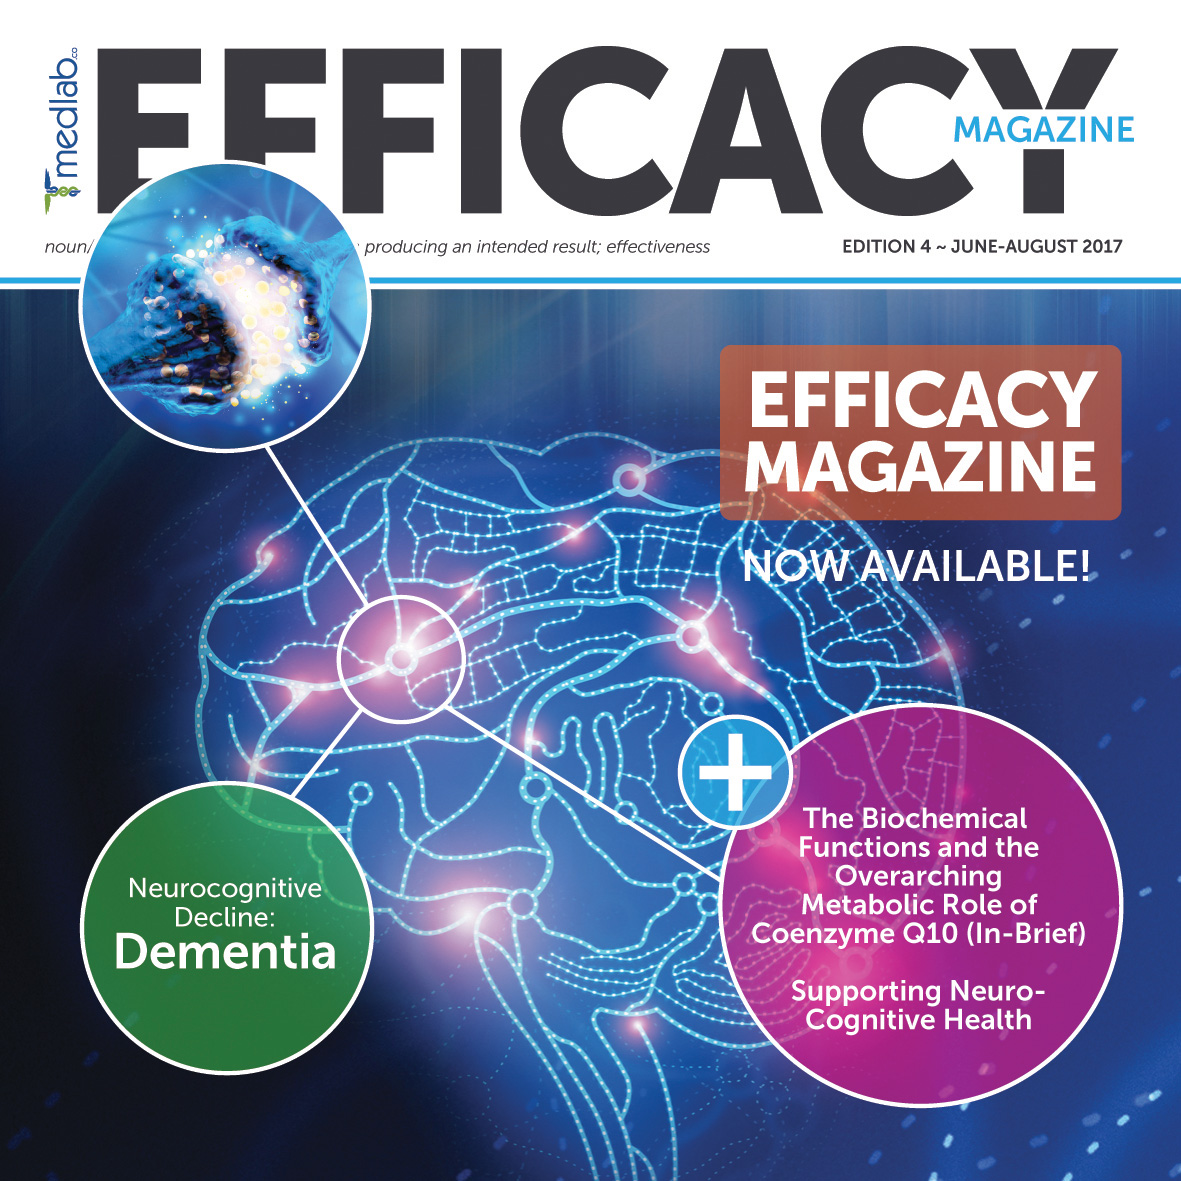 medlab.co
EFFICACY
MAGAZINE
noun/
: producing an intended result; effectiveness
EDITION 4 ~ JUNE-AUGUST 2017
EFFICACY
MAGAZINE
NOW AVAILABLE!
Neurocognitive
Decline:
Dementia
The Biochemical
Functions and the
Overarching
Metabolic Role of
Coenzyme Q10 (In-Brief)
Supporting Neuro-
Cognitive Health